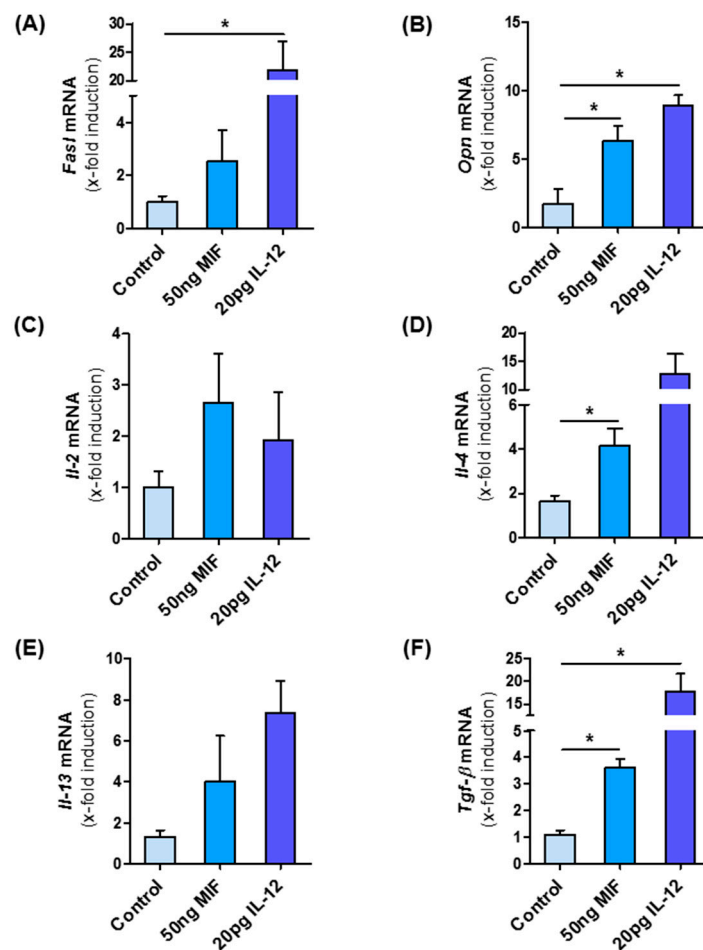 (A)
Fasl mRNA
(x-fold induction)
30
25
20
4
2
0
*
Control
50ng MIF
20pg IL-12
(B)
Opn mRNA
(x-fold induction)
15
10
5
0
*
*
Control
50ng MIF
20pg IL-12
(C)
Il-2 mRNA
(x-fold induction)
4
3
2
1
0
Control
50ng MIF
20pg IL-12
(D)
Il-4 mRNA
(x-fold induction)
20
15
10
6
4
2
0
*
Control
50ng MIF
20pg IL-12
(E)
Il-13 mRNA
(x-fold induction)
10
8
6
4
2
0
Control
50ng MIF
20pg IL-12
(F)
Tgf-β mRNA
(x-fold induction)
25
20
15
5
4
3
2
1
0
*
*
Control
50ng MIF
20pg IL-12